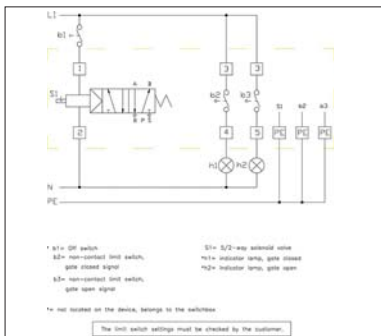 L1
b1
1
3
3
A B
S1
b2
b3
S1
b2
b3
R P S
2
4
5
PE
PE
PE
h1
h2
N
PE
* b1= Off switch
b2= non-contact limit switch,
gate closed signal
b3= non-contact limit switch,
gate open signal
S1= 5/2-way solenoid valve
*h1= indicator lamp, gate closed
*h2= indicator lamp, gate open
*= not located on the device, belongs to the switchbox
The limit switch settings must be checked by the customer.